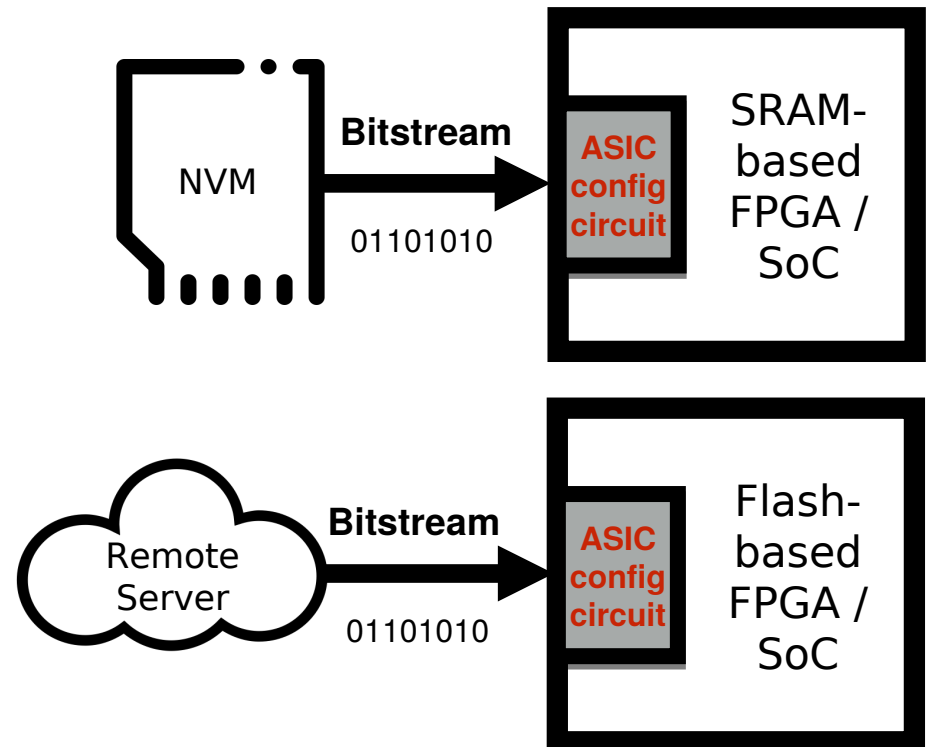 NVM
Bitstream
01101010
ASIC
config
circuit
SRAM-
based
FPGA /
SoC
Remote
Server
Bitstream
01101010
ASIC
config
circuit
Flash-
based
FPGA /
SoC